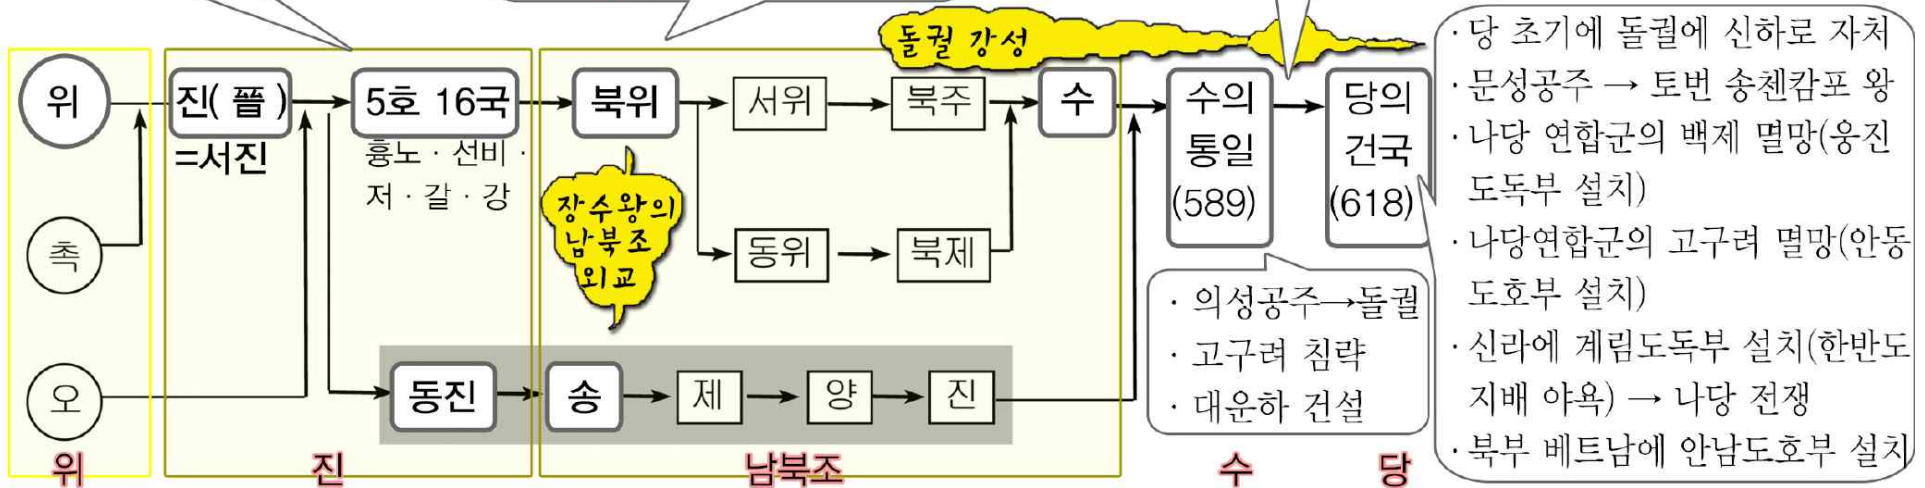 돌궐 강성
위
진(晉)
=서진
5호 16국
흉노 · 선비 ·
저 · 갈 · 강
북위
서위
북주
수
수의
통일
(589)
당의
건국
(618)
촉
장수왕의
남북조
외교
동위
북제
오
동진
송
제
양
진
· 의성공주→돌궐
· 고구려 침략
· 대운하 건설
· 당 초기에 돌궐에 신하로 자처
· 문성공주 → 토번 송첸캄포 왕
· 나당 연합군의 백제 멸망(웅진
도독부 설치)
· 나당연합군의 고구려 멸망(안동
도호부 설치)
· 신라에 계림도독부 설치(한반도
지배 야욕) → 나당 전쟁
· 북부 베트남에 안남도호부 설치
위
진
남북조
수
당